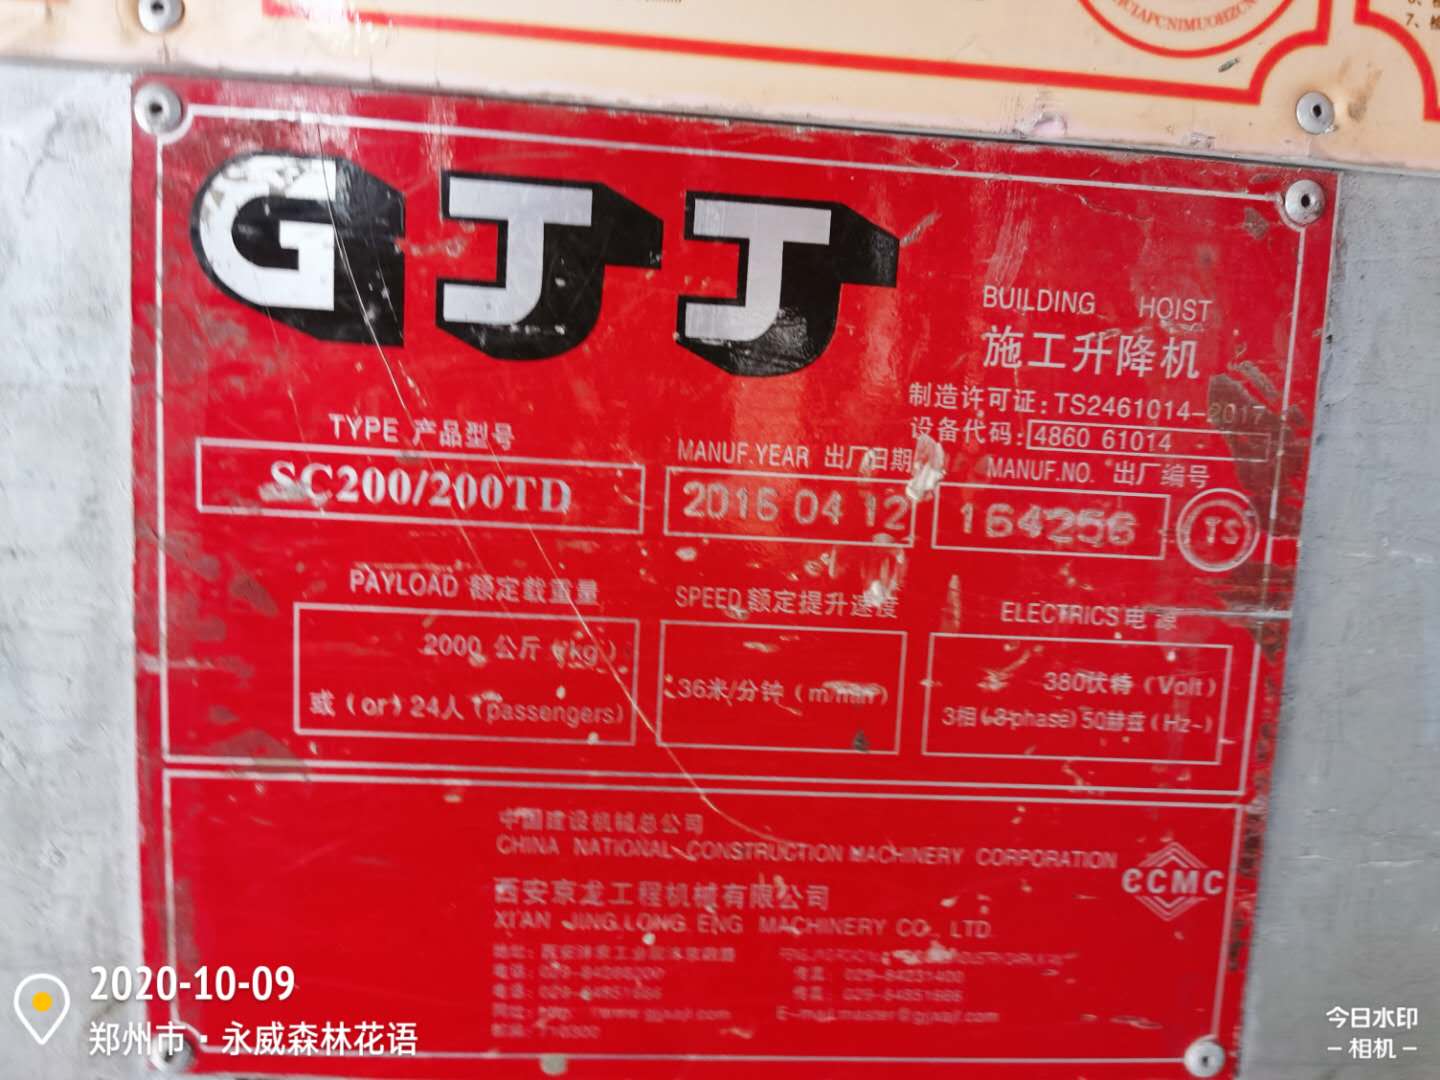 GJJ
BUILDING HOIST
施工升降机
制造许可证:TS2461014-2017
设备代码:4860 61014
TYPE 产品型号
SC200/200TD
MANUF.YEAR 出厂日期
2016 04 12
MANUF.NO. 出厂编号
164256
TS
PAYLOAD 额定载重量
2000 公斤(kg)
或(or)24人(passengers)
SPEED 额定提升速度
36米/分钟(m/min)
ELECTRICS 电源
380伏特(Volt)
3相(3-phase)50赫兹(Hz~)
中国建设机械总公司
CHINA NATIONAL CONSTRUCTION MACHINERY CORPORATION
CCMC
西安京龙工程机械有限公司
XI'AN JING LONG ENG MACHINERY CO., LTD.
2020-10-09
郑州市·永威森林花语
今日水印
-相机-